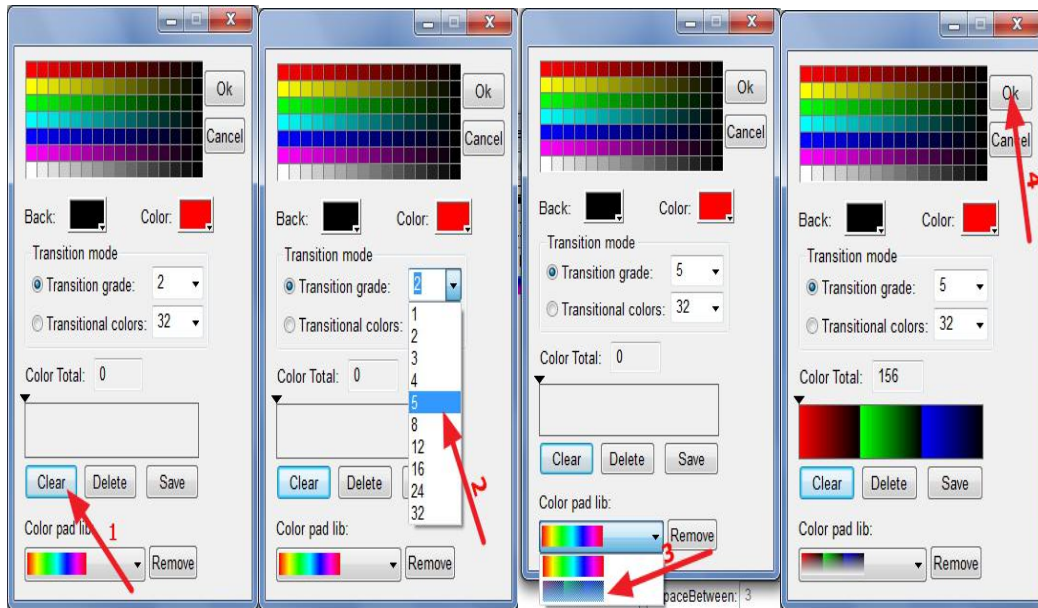 Ok
Cancel
Back: Color:
Transition mode
Transition grade: 2
Transitional colors: 32
Color Total: 0
Clear Delete Save
1
Color pad lib:
Remove
Ok
Cancel
Back: Color:
Transition mode
Transition grade: 2
Transitional colors:
1
2
3
4
5
8
12
16
24
32
Color Total: 0
2
Clear Delete
Color pad lib:
Remove
Ok
Cancel
Back: Color:
Transition mode
Transition grade: 5
Transitional colors: 32
Color Total: 0
Clear Delete Save
Color pad lib:
Remove
3
paceBetween: 3
Ok
Cancel
4
Back: Color:
Transition mode
Transition grade: 5
Transitional colors: 32
Color Total: 156
Clear Delete Save
Color pad lib:
Remove